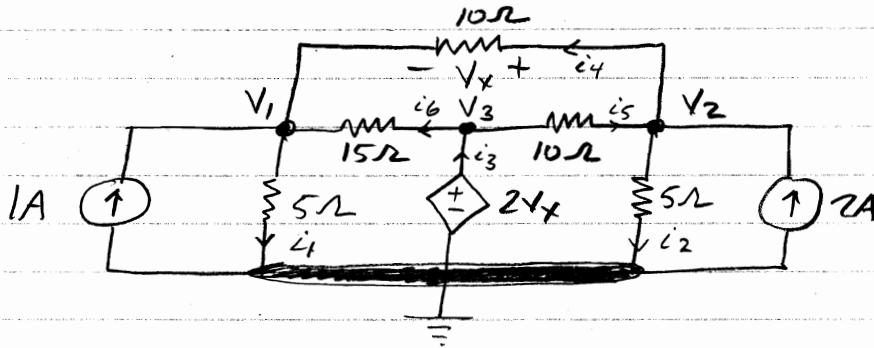 10Ω
− Vx + i4
V1 i6 V3 i5 V2
15Ω i3 10Ω
1A 5Ω + − 2Vx 5Ω 2A
i1 i2